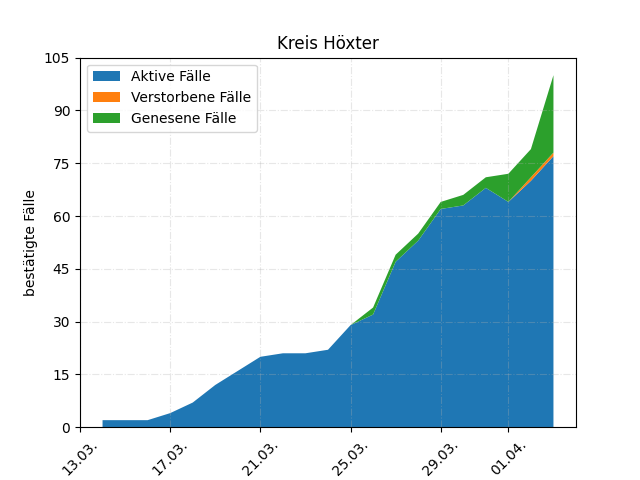 Kreis Höxter
105
90
75
60
45
30
15
0
bestätigte Fälle
Aktive Fälle
Verstorbene Fälle
Genesene Fälle
13.03.
17.03.
21.03.
25.03.
29.03.
01.04.